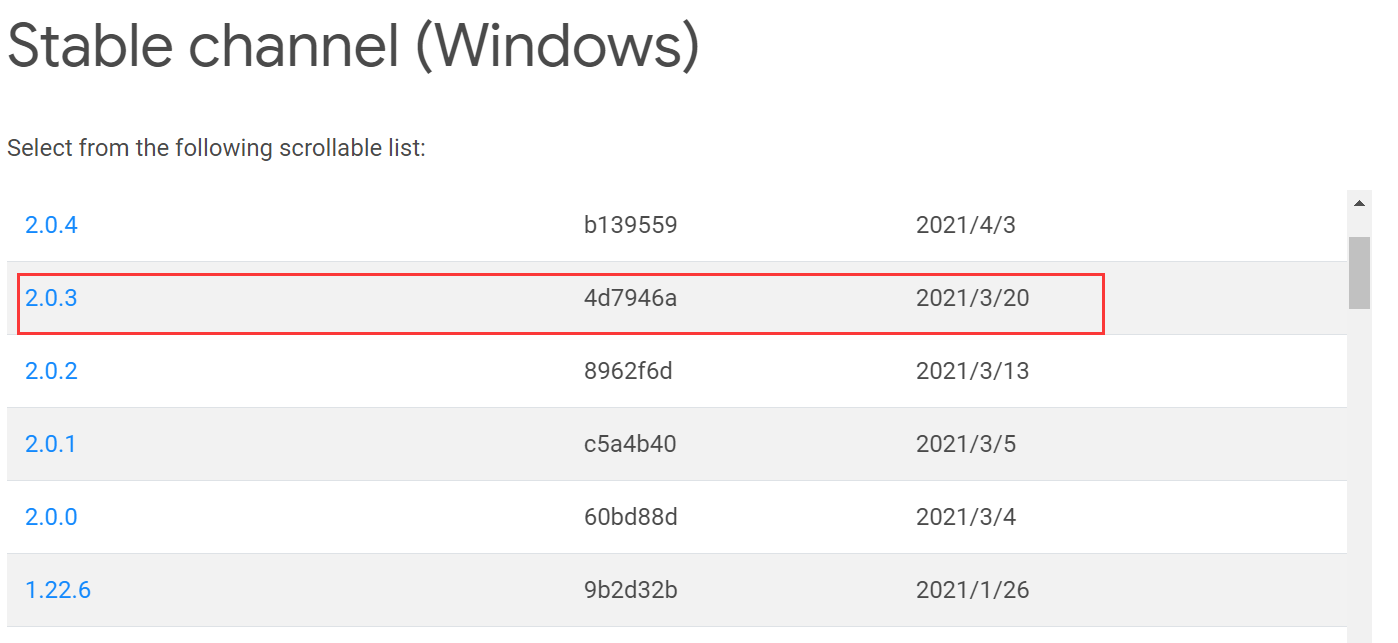 Stable channel (Windows)
Select from the following scrollable list:
2.0.4 b139559 2021/4/3
2.0.3 4d7946a 2021/3/20
2.0.2 8962f6d 2021/3/13
2.0.1 c5a4b40 2021/3/5
2.0.0 60bd88d 2021/3/4
1.22.6 9b2d32b 2021/1/26